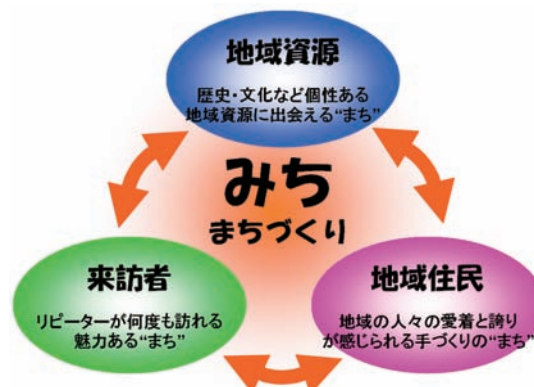 地域資源
歴史・文化など個性ある
地域資源に出会える“まち”
みち
まちづくり
来訪者
リピーターが何度も訪れる
魅力ある“まち”
地域住民
地域の人々の愛着と誇り
が感じられる手づくりの“まち”